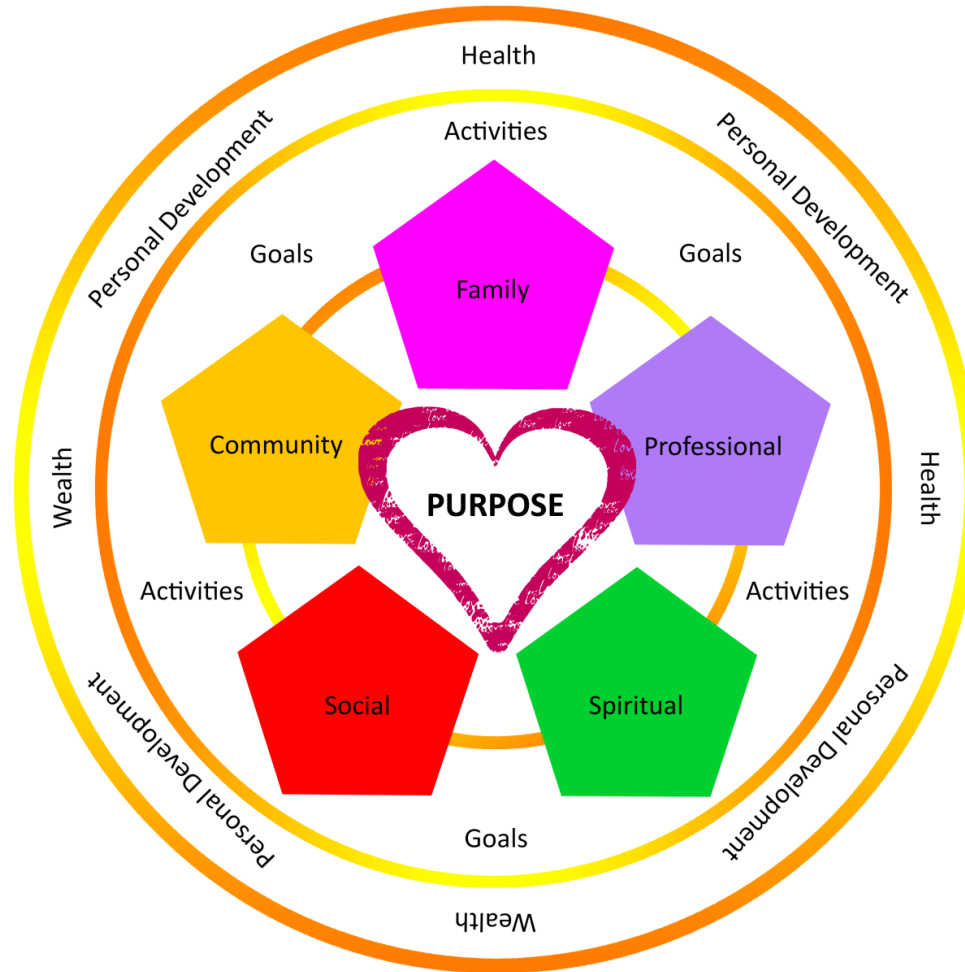 Health
Personal Development
Personal Development
Activities
Goals
Goals
Family
Community
Professional
PURPOSE
love
Wealth
Health
Activities
Activities
Social
Spiritual
Personal Development
Personal Development
Goals
Wealth